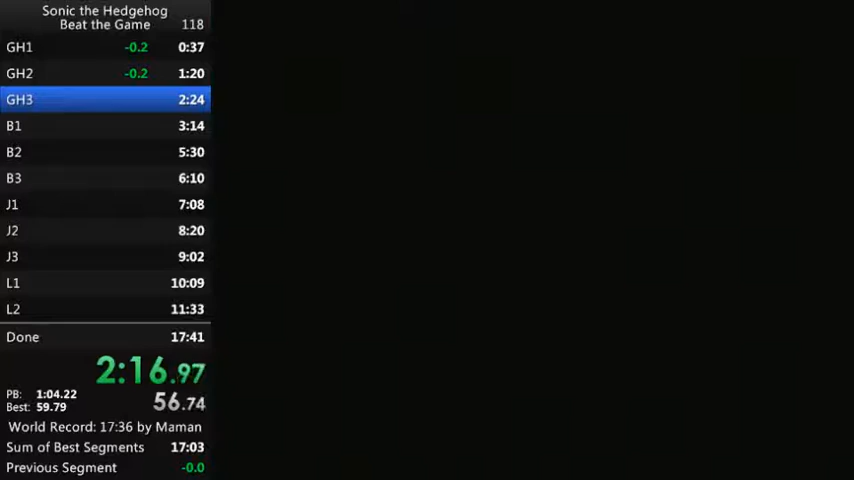 Sonic the Hedgehog
Beat the Game 118
GH1 -0.2 0:37
GH2 -0.2 1:20
GH3 2:24
B1 3:14
B2 5:30
B3 6:10
J1 7:08
J2 8:20
J3 9:02
L1 10:09
L2 11:33
Done 17:41
2:16.97
PB: 1:04.22
Best: 59.79
56.74
World Record: 17:36 by Maman
Sum of Best Segments 17:03
Previous Segment -0.0